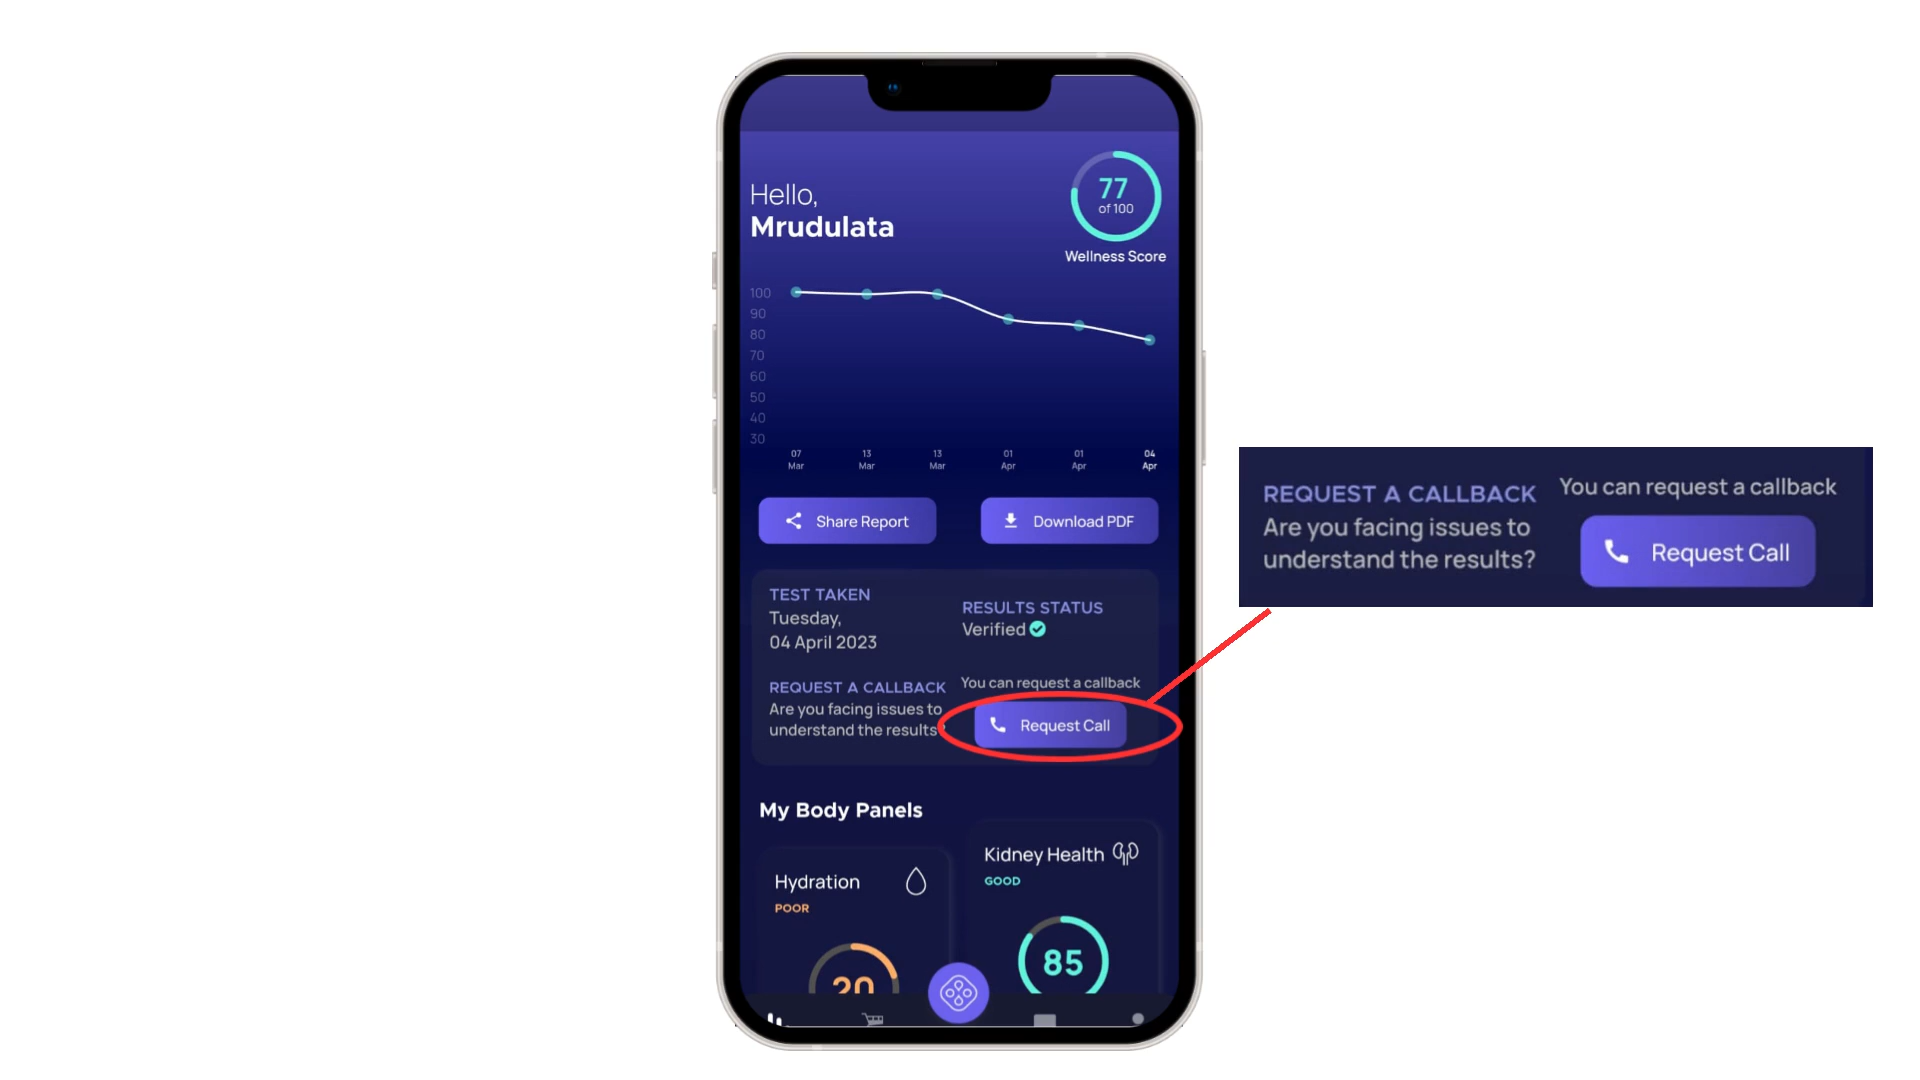 Hello,
Mrudulata
77
of 100
Wellness Score
100
90
80
70
60
50
40
30
07 Mar
13 Mar
13 Mar
01 Apr
01 Apr
04 Apr
Share Report
Download PDF
TEST TAKEN
Tuesday,
04 April 2023
RESULTS STATUS
Verified
REQUEST A CALLBACK
Are you facing issues to
understand the results?
You can request a callback
Request Call
My Body Panels
Hydration
POOR
20
Kidney Health
GOOD
85
REQUEST A CALLBACK
Are you facing issues to
understand the results?
You can request a callback
Request Call